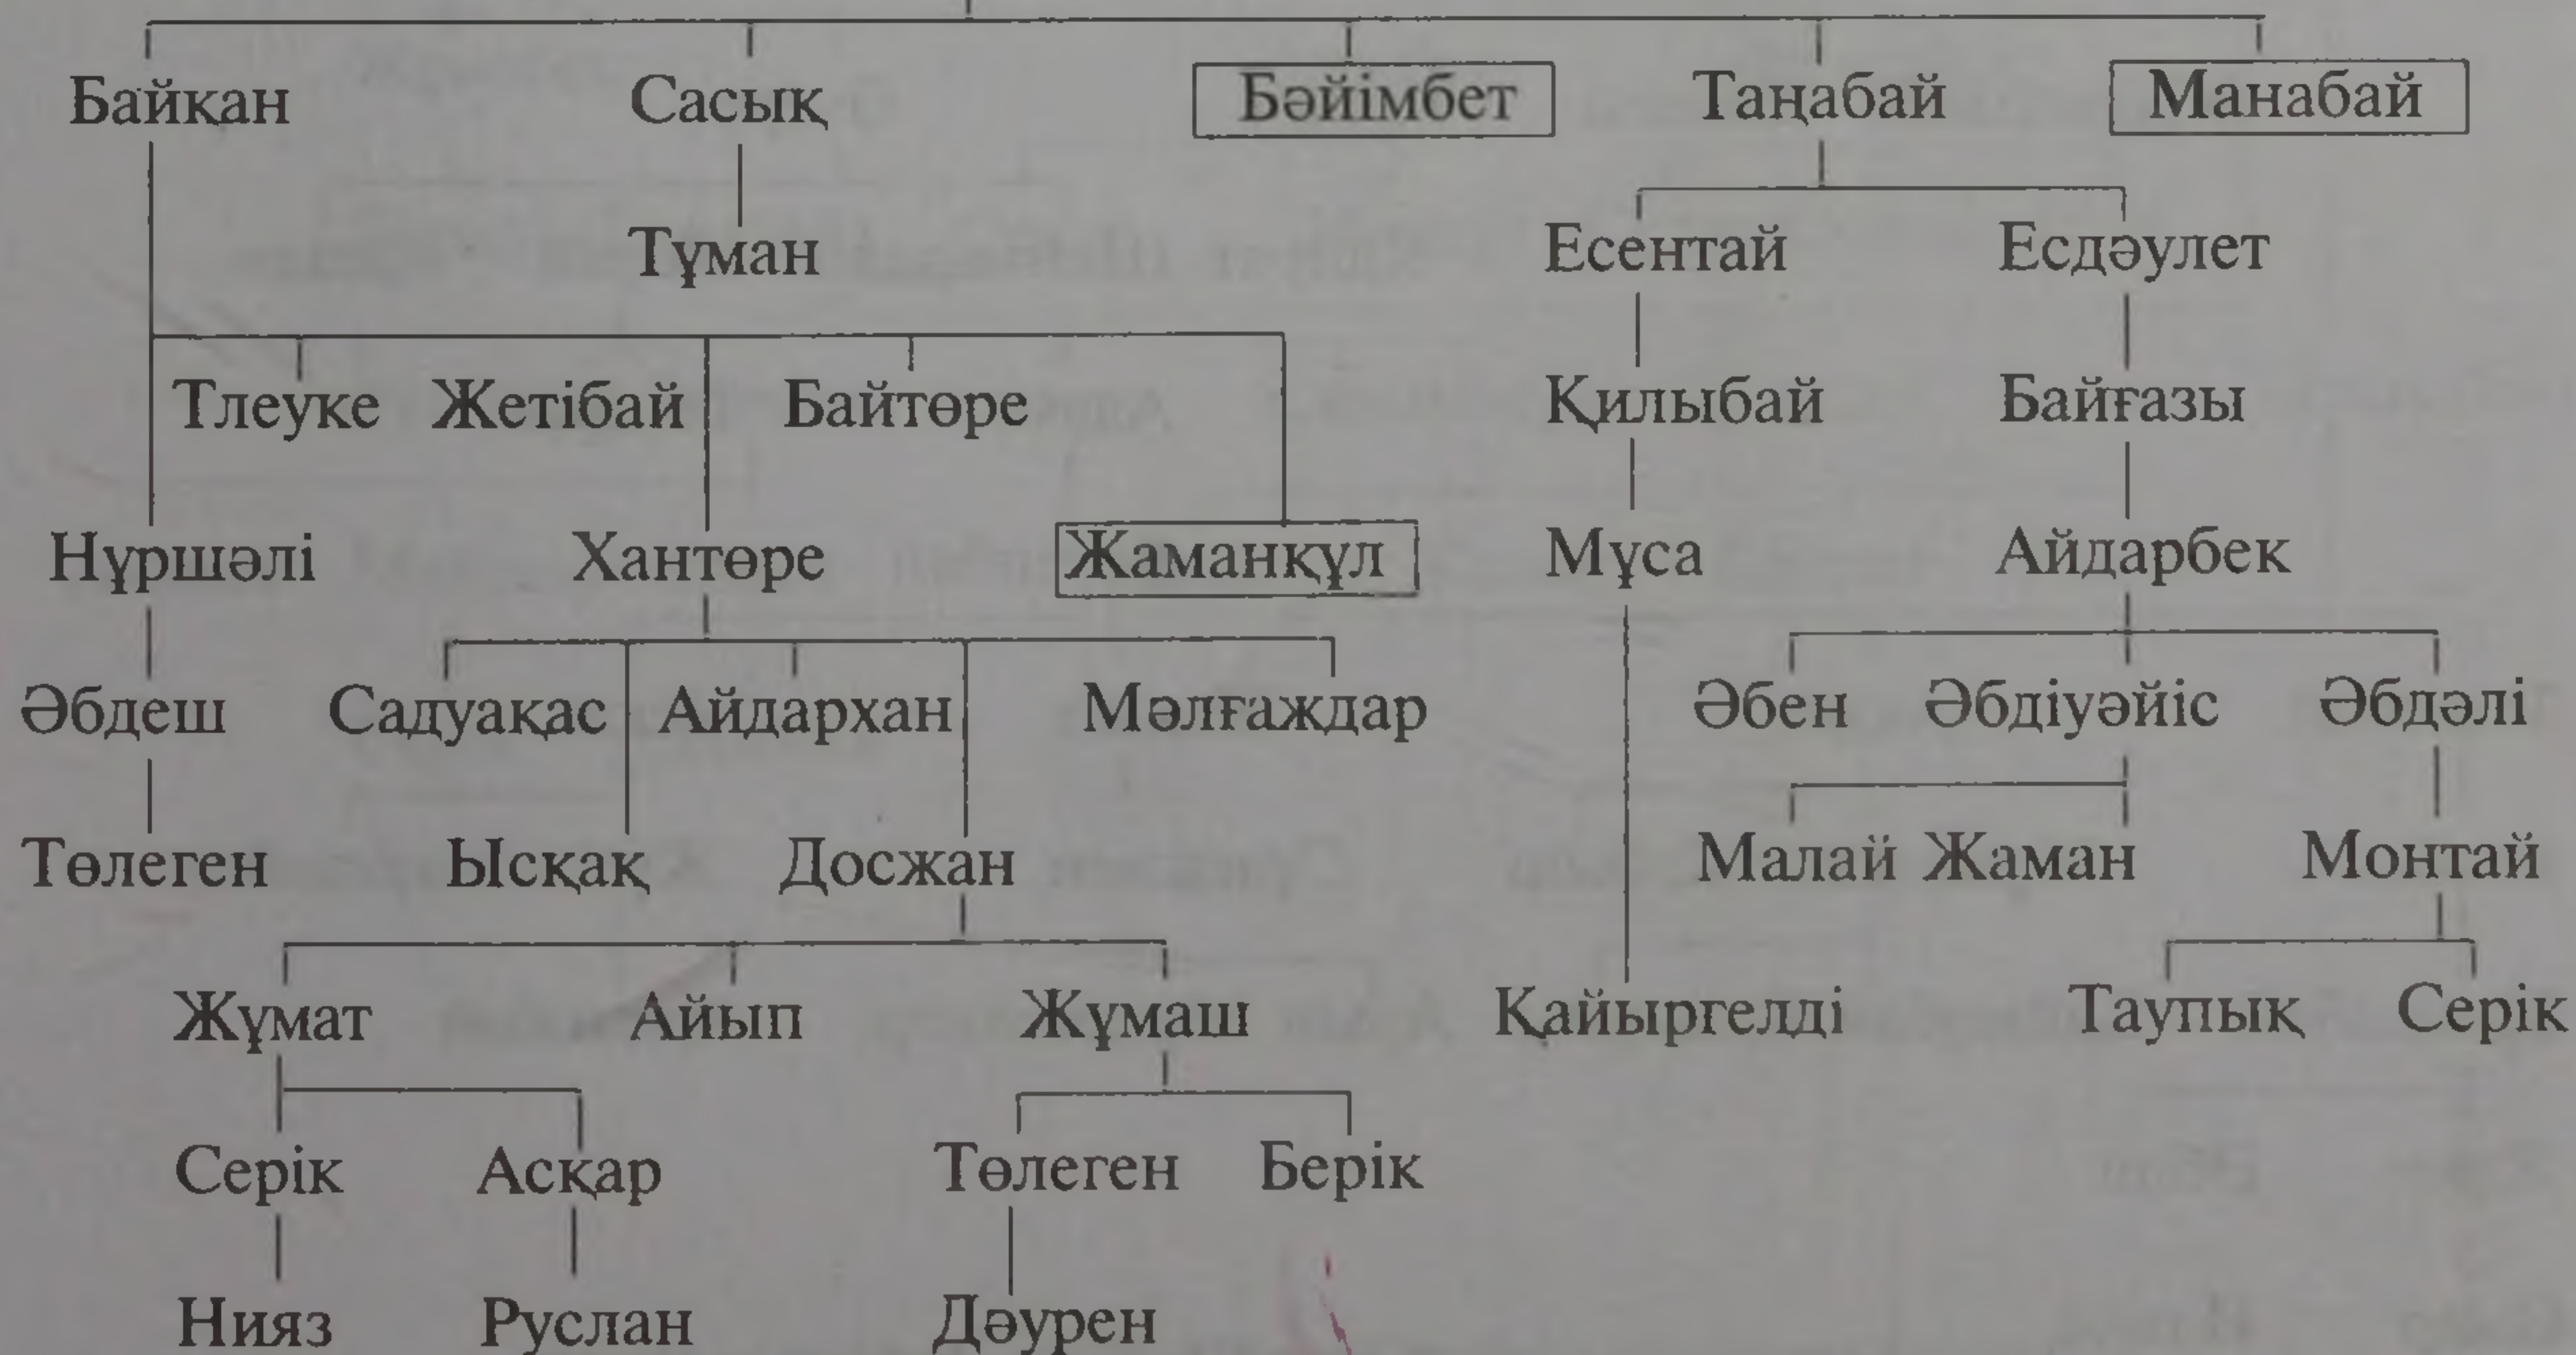 Байқан Сасық Бәйімбет Таңабай Манабай
Тұман Есентай Есдәулет
Тлеуке Жетібай Байтөре Қилыбай Байғазы
Нұршәлі Хантөре Жаманқұл Мұса Айдарбек
Әбдеш Садуақас Айдархан Мәлғаждар Әбен Әбдіуәйіс Әбдәлі
Төлеген Ысқақ Досжан Малай Жаман Монтай
Жұмат Айып Жұмаш Қайыргелді Таупық Серік
Серік Асқар Төлеген Берік
Нияз Руслан Дәурен